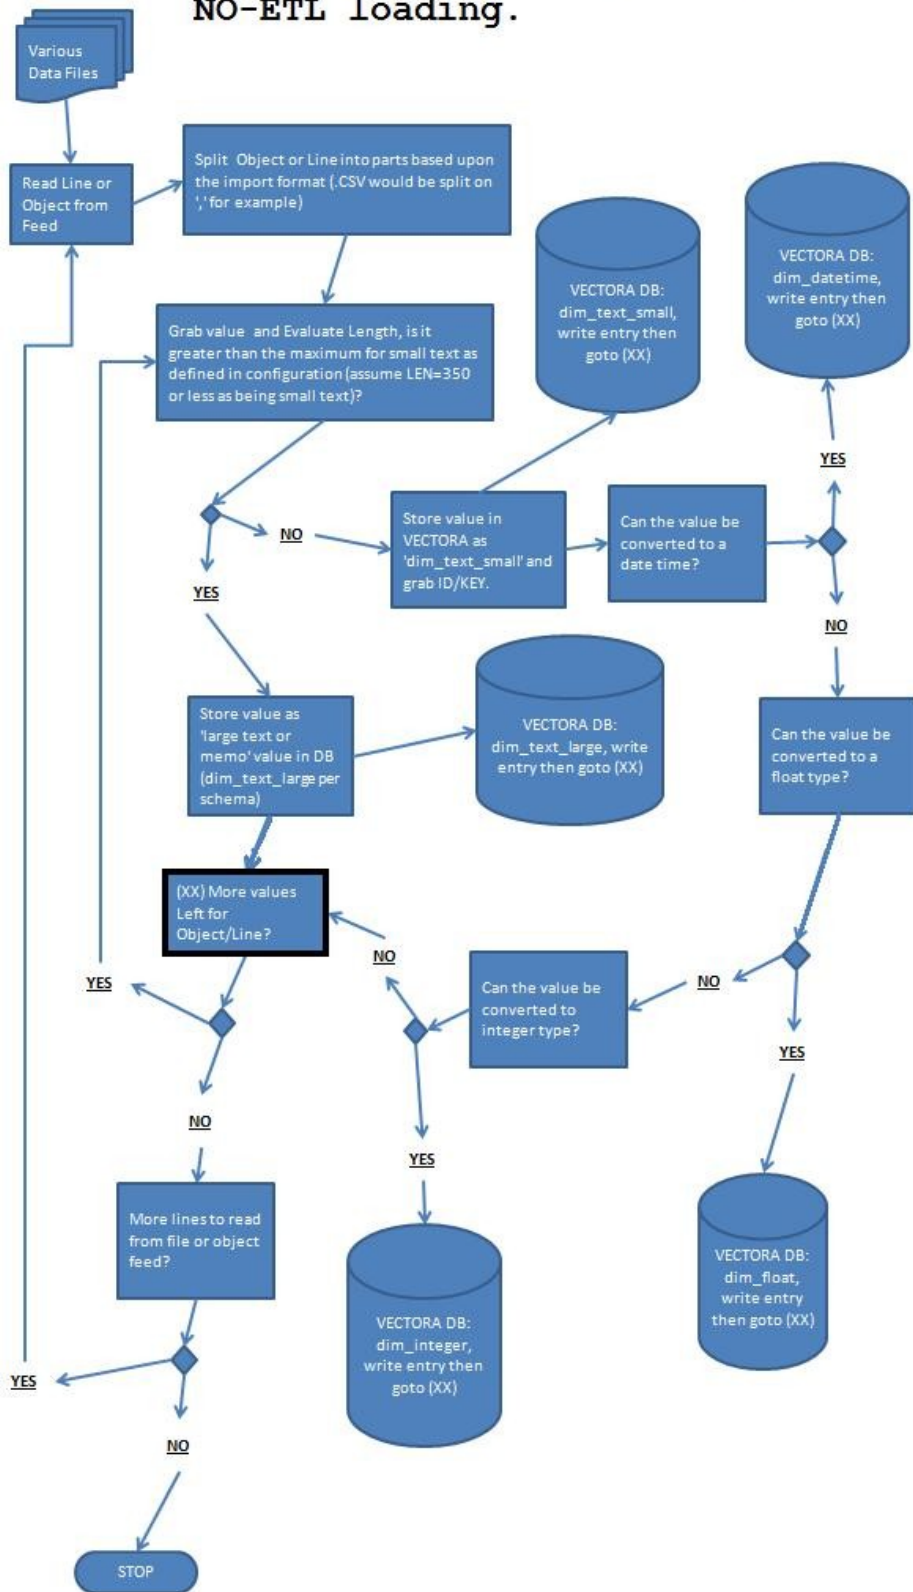 NO-ETL loading.
Various
Data Files
Read Line or
Object from
Feed
Split Object or Line into parts based upon
the import format (.CSV would be split on
',' for example)
Grab value and Evaluate Length, is it
greater than the maximum for small text as
defined in configuration (assume LEN=350
or less as being small text)?
VECTORA DB:
dim_text_small,
write entry then
goto (XX)
VECTORA DB:
dim_datetime,
write entry then
goto (XX)
YES
NO
Store value in
VECTORA as
'dim_text_small' and
grab ID/KEY.
Can the value be
converted to a
date time?
YES
NO
Store value as
'large text or
memo' value in DB
(dim_text_large per
schema)
VECTORA DB:
dim_text_large, write
entry then goto (XX)
Can the value be
converted to a
float type?
(XX) More values
Left for
Object/Line?
NO
YES
Can the value be
converted to
integer type?
NO
YES
NO
YES
More lines to read
from file or object
feed?
VECTORA DB:
dim_integer,
write entry then
goto (XX)
VECTORA DB:
dim_float,
write entry
then goto (XX)
YES
NO
STOP